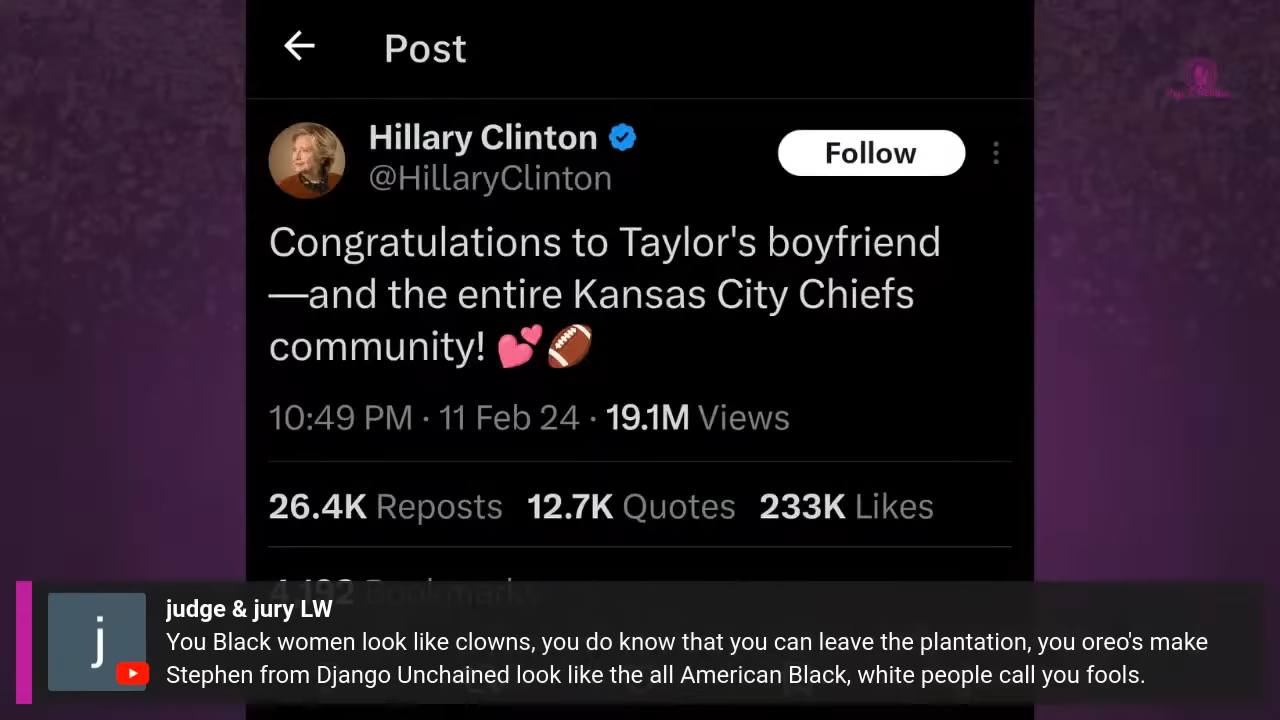 Post
Hillary Clinton
Follow
@HillaryClinton
Congratulations to Taylor's boyfriend
—and the entire Kansas City Chiefs
community! 💕🏈
10:49 PM · 11 Feb 24 · 19.1M Views
26.4K Reposts 12.7K Quotes 233K Likes
4,192 Bookmarks
judge & jury LW
j
You Black women look like clowns, you do know that you can leave the plantation, you oreo's make
Stephen from Django Unchained look like the all American Black, white people call you fools.